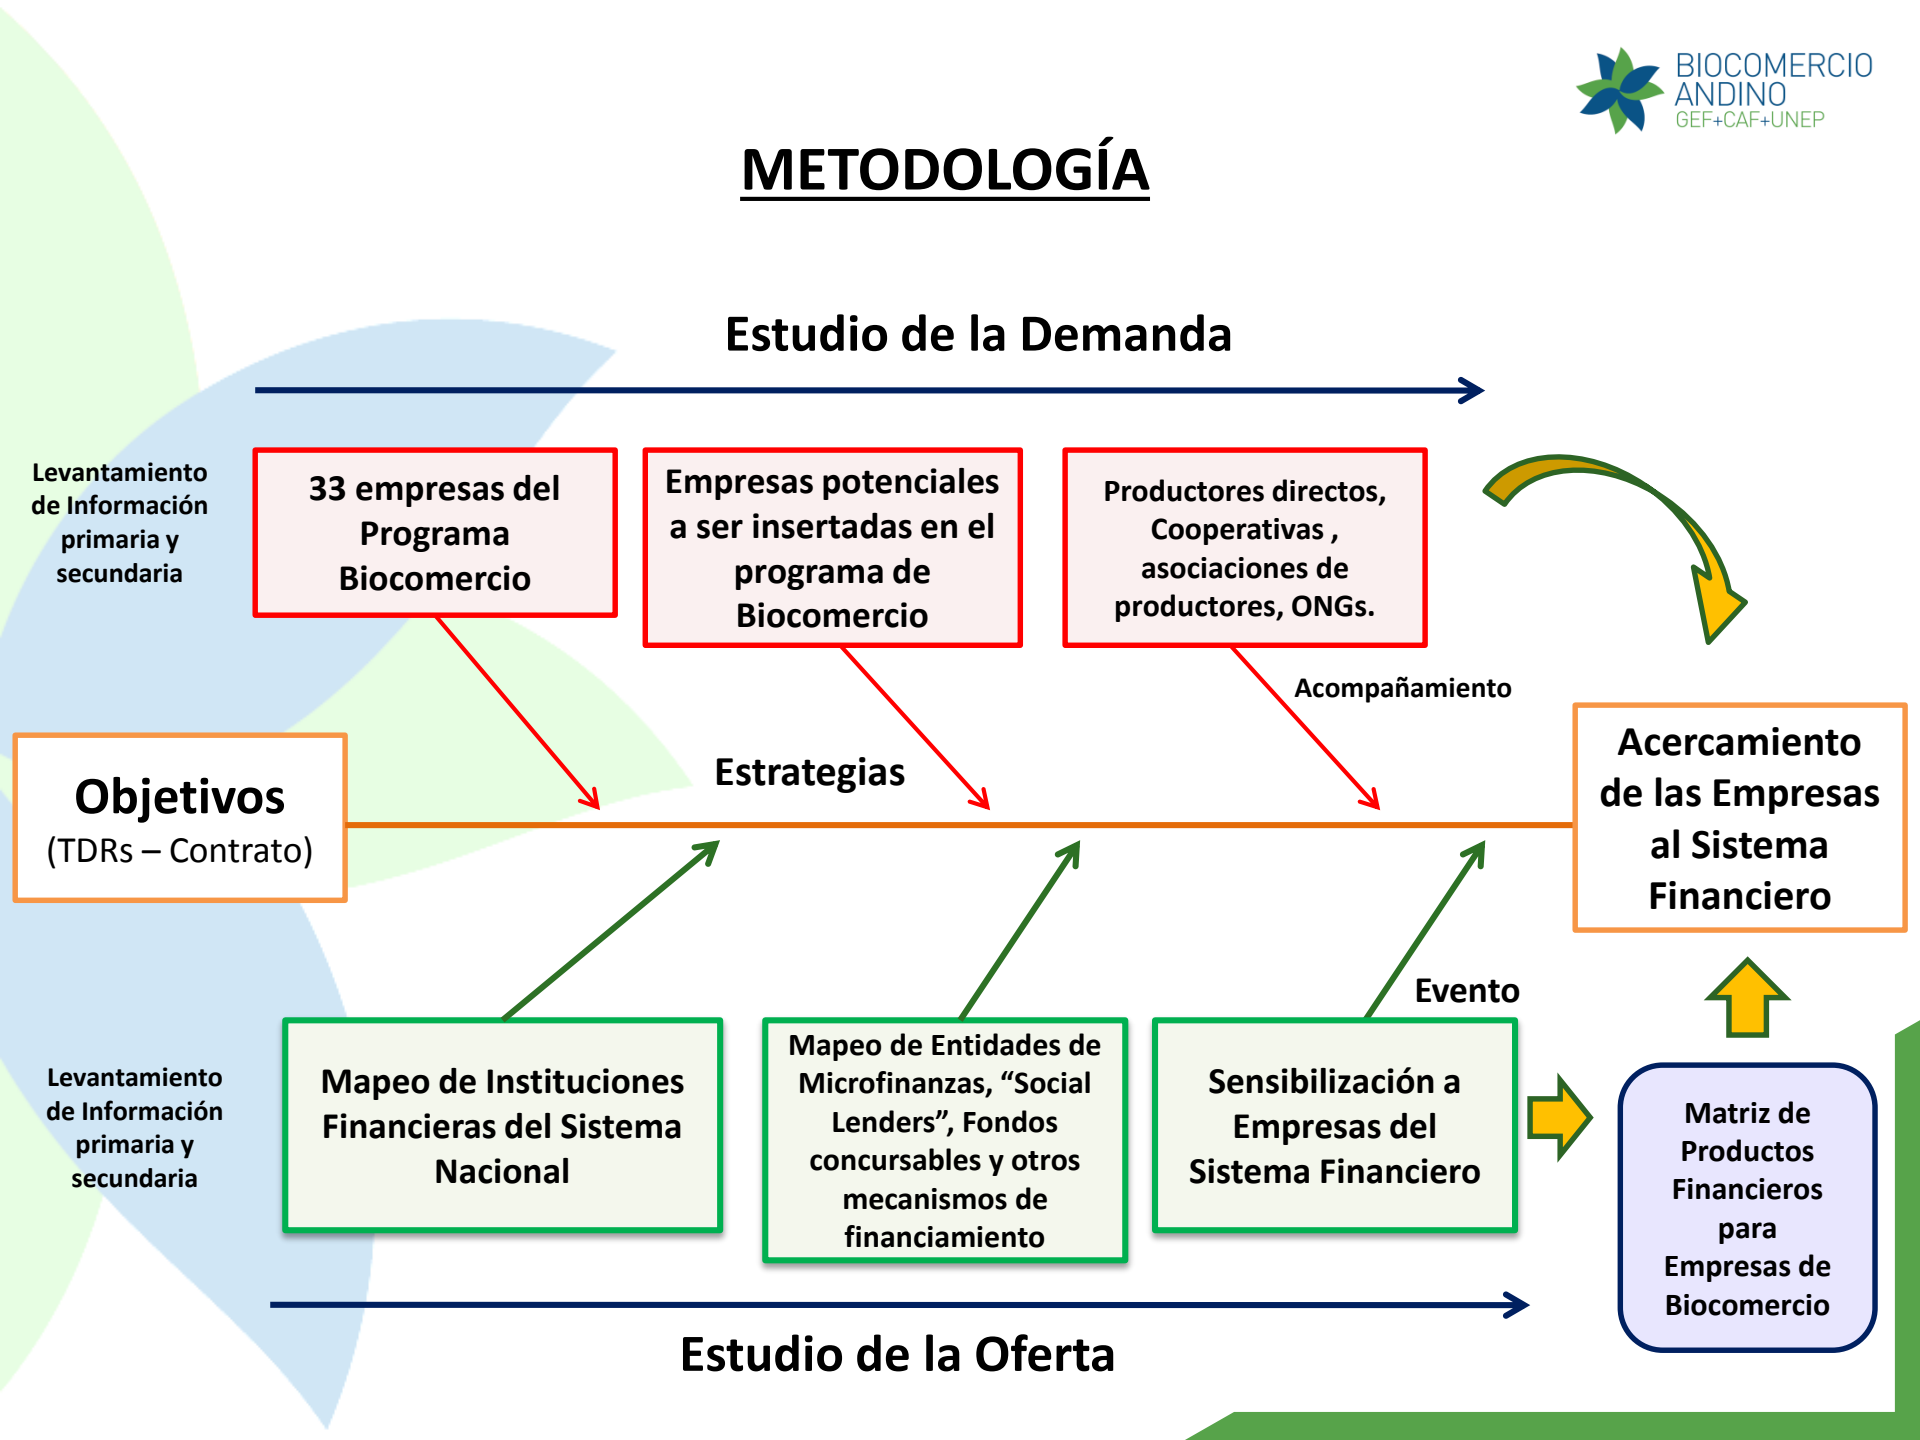 BIOCOMERCIO
ANDINO
GEF+CAF+UNEP
METODOLOGÍA
Estudio de la Demanda
Levantamiento
de Información
primaria y
secundaria
33 empresas del
Programa
Biocomercio
Empresas potenciales
a ser insertadas en el
programa de
Biocomercio
Productores directos,
Cooperativas ,
asociaciones de
productores, ONGs.
Acompañamiento
Estrategias
Objetivos
(TDRs – Contrato)
Acercamiento
de las Empresas
al Sistema
Financiero
Evento
Levantamiento
de Información
primaria y
secundaria
Mapeo de Instituciones
Financieras del Sistema
Nacional
Mapeo de Entidades de
Microfinanzas, “Social
Lenders”, Fondos
concursables y otros
mecanismos de
financiamiento
Sensibilización a
Empresas del
Sistema Financiero
Matriz de
Productos
Financieros
para
Empresas de
Biocomercio
Estudio de la Oferta